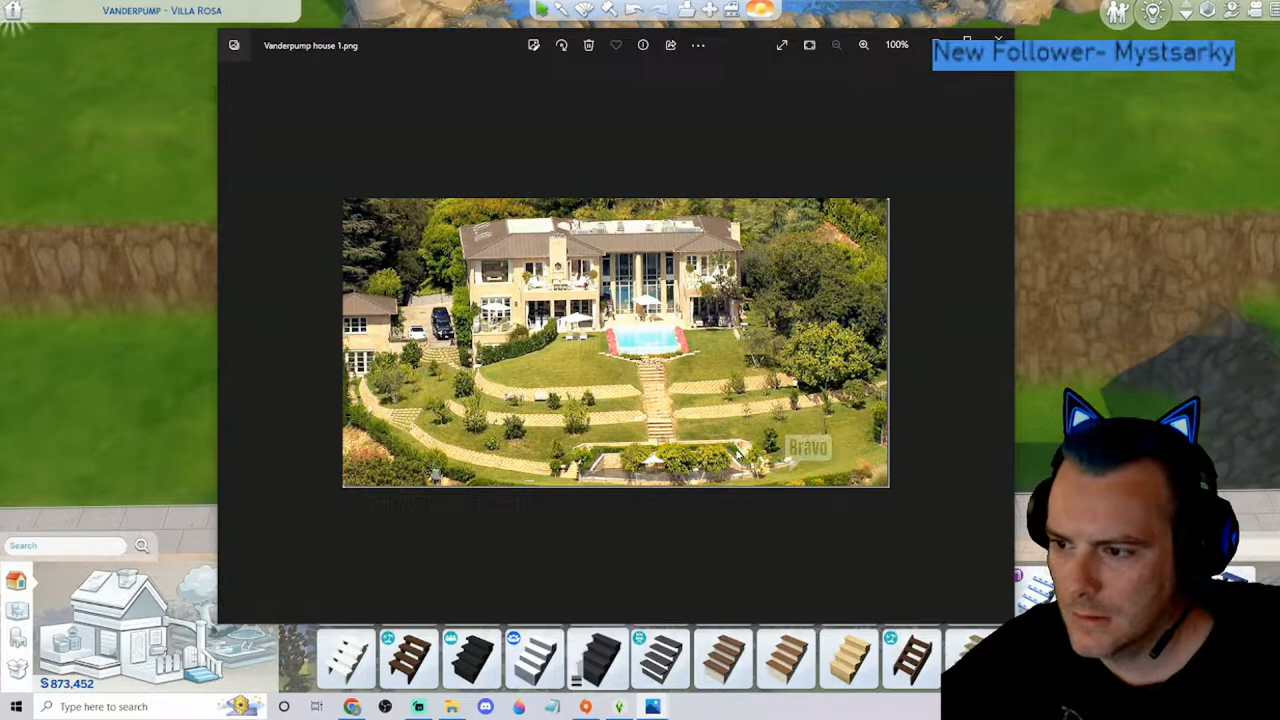 VANDERPUMP - VILLA ROSA
Vanderpump house 1.png
100%
New Follower- Mystsarky
Bravo
Search
$873,452
Type here to search